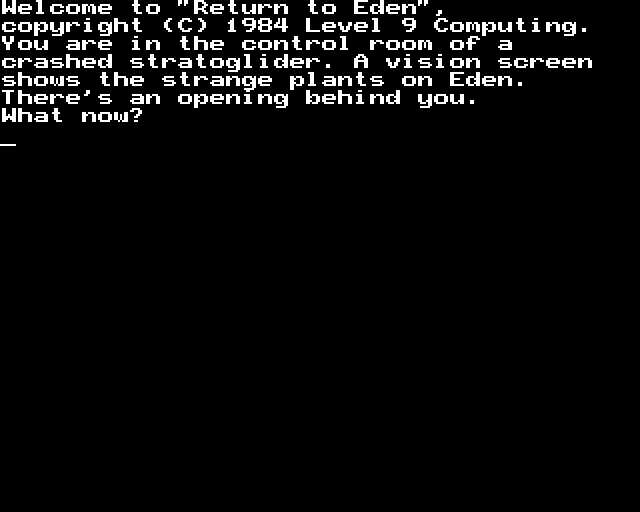 Welcome to "Return to Eden",
copyright (C) 1984 Level 9 Computing.
You are in the control room of a
crashed stratoglider. A vision screen
shows the strange plants on Eden.
There's an opening behind you.
What now?
_